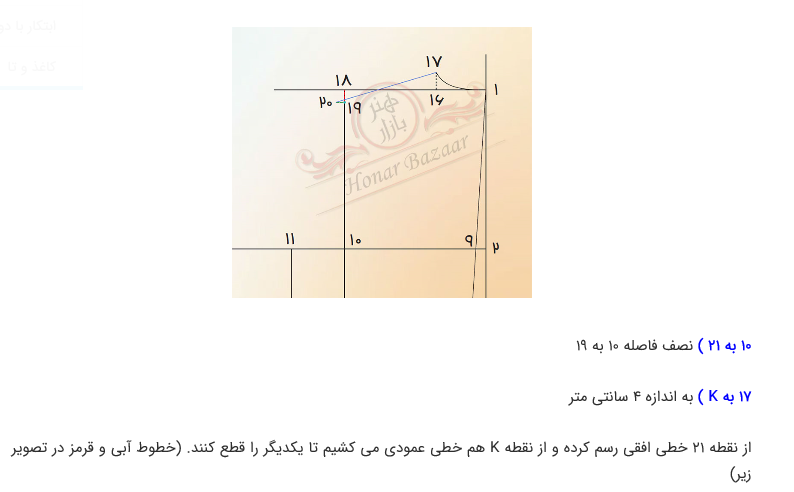 ۱۷
۱۸
۱
۲۰
۱۹
۱۶
هنر
بازار
Honar Bazaar
۱۱
۱۰
۹
۲
۱۰ به ۲۱ ) نصف فاصله ۱۰ به ۱۹
۱۷ به K ) به اندازه ۴ سانتی متر
از نقطه ۲۱ خطی افقی رسم کرده و از نقطه K هم خطی عمودی می کشیم تا یکدیگر را قطع کنند. (خطوط آبی و قرمز در تصویر
زیر)